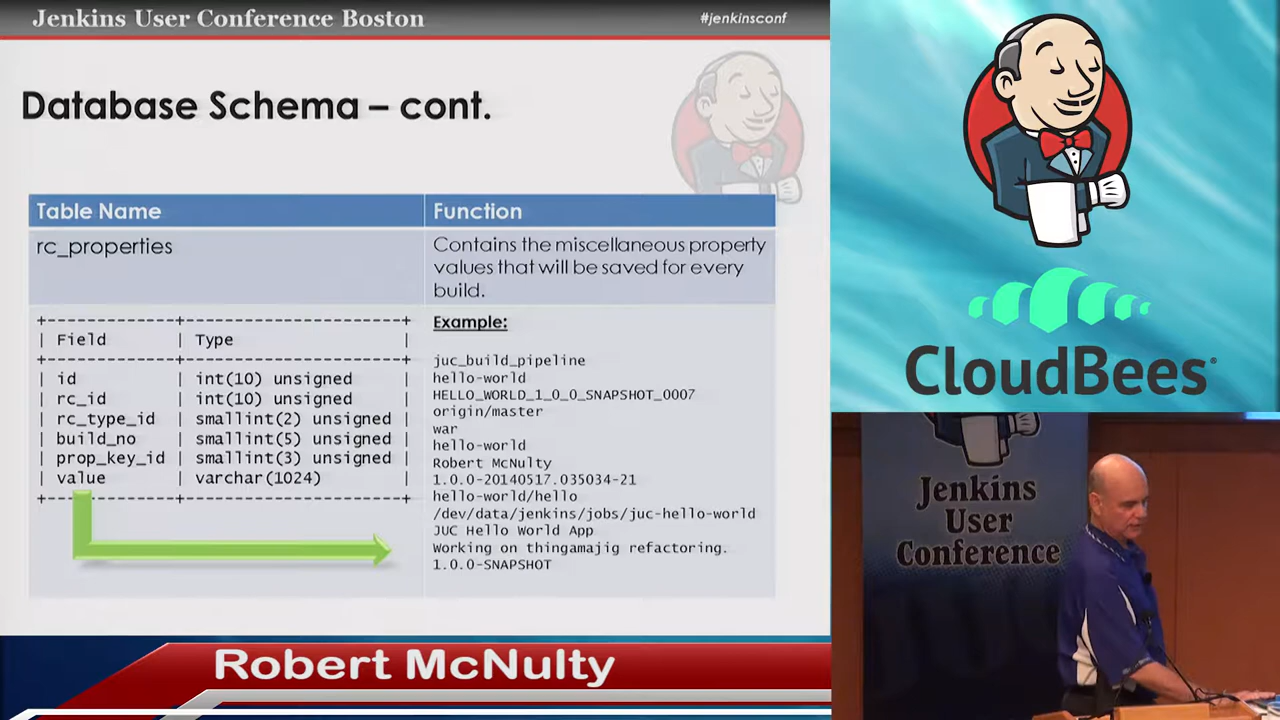 Jenkins User Conference Boston
#jenkinsconf
Database Schema – cont.
Table Name
Function
rc_properties
Contains the miscellaneous property
values that will be saved for every
build.
+---------------+-------------------------+
| Field | Type |
+---------------+-------------------------+
| id | int(10) unsigned |
| rc_id | int(10) unsigned |
| rc_type_id | smallint(2) unsigned |
| build_no | smallint(5) unsigned |
| prop_key_id | smallint(3) unsigned |
| value | varchar(1024) |
+---------------+-------------------------+
Example:
juc_build_pipeline
hello-world
HELLO_WORLD_1_0_0_SNAPSHOT_0007
origin/master
war
hello-world
Robert McNulty
1.0.0-20140517.035034-21
hello-world/hello
/dev/data/jenkins/jobs/juc-hello-world
JUC Hello World App
Working on thingamajig refactoring.
1.0.0-SNAPSHOT
Robert McNulty
CloudBees®
Jenkins
User
Conference